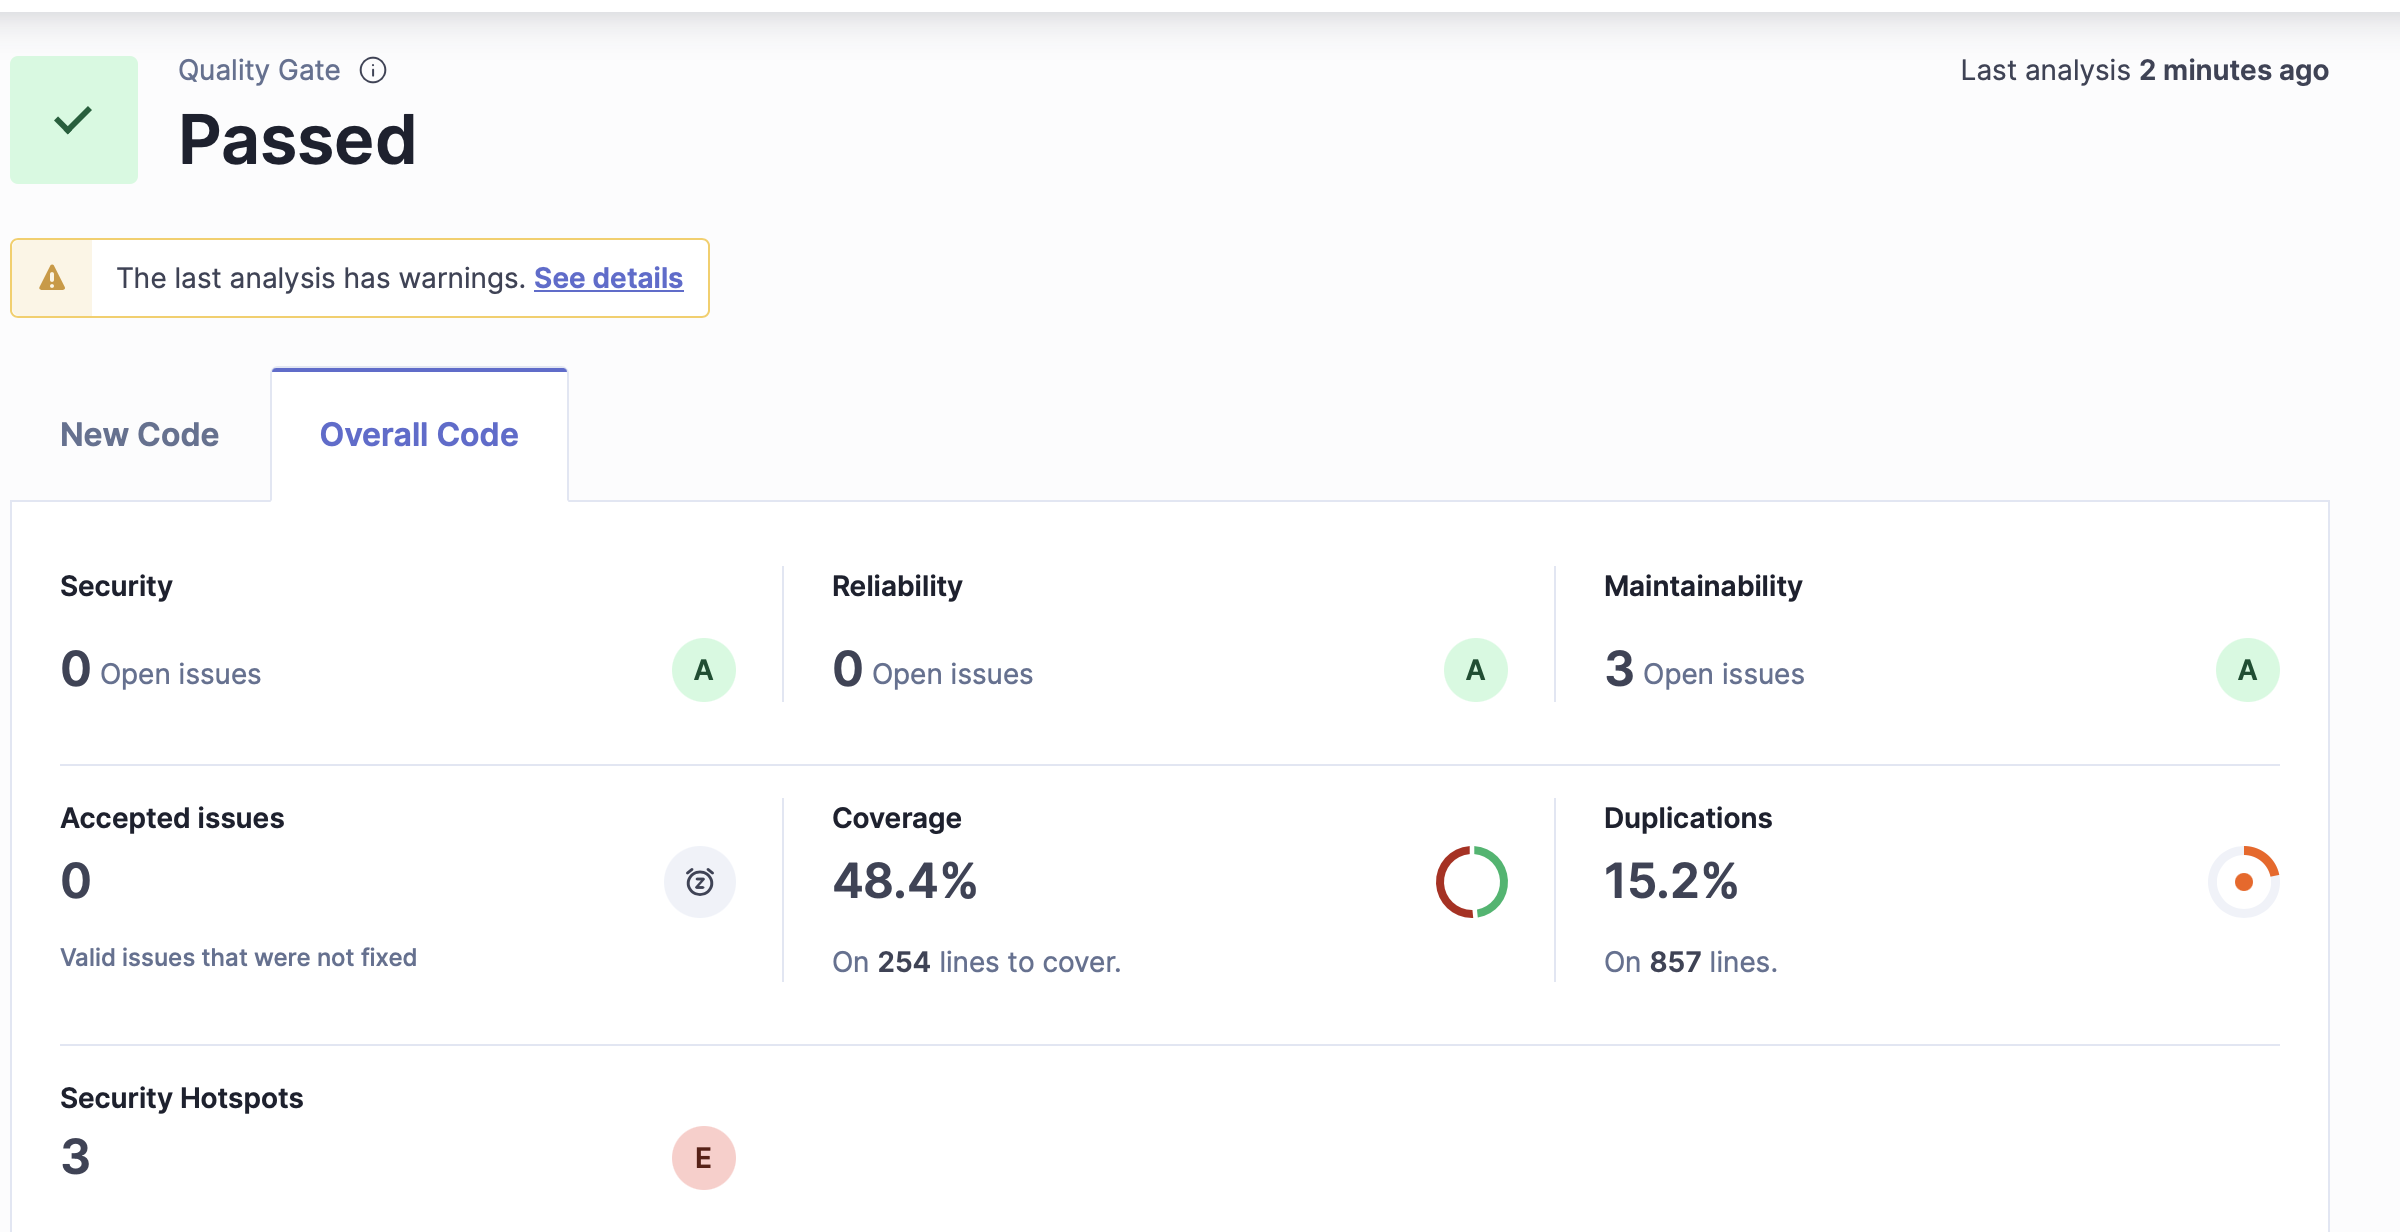 Quality Gate
Last analysis 2 minutes ago
Passed
The last analysis has warnings. See details
New Code
Overall Code
Security
0 Open issues
A
Reliability
0 Open issues
A
Maintainability
3 Open issues
A
Accepted issues
0
Valid issues that were not fixed
Coverage
48.4%
On 254 lines to cover.
Duplications
15.2%
On 857 lines.
Security Hotspots
3
E